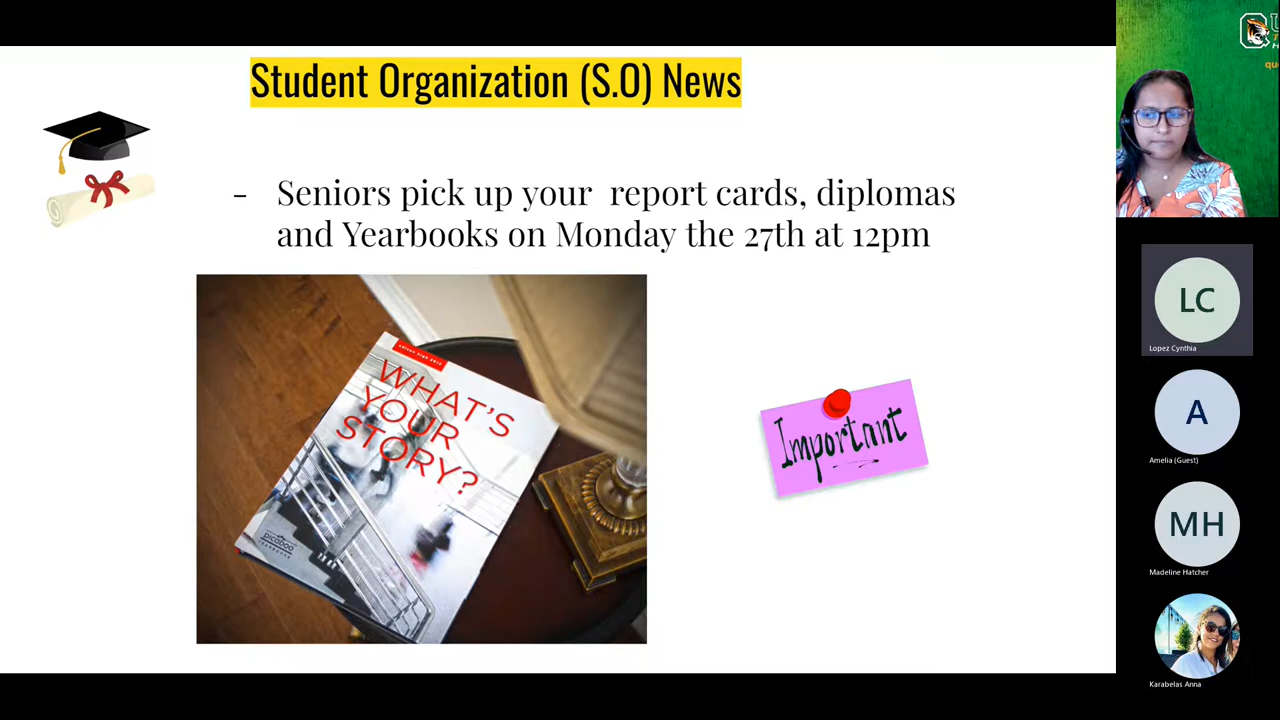 Student Organization (S.O) News
- Seniors pick up your report cards, diplomas
and Yearbooks on Monday the 27th at 12pm
WHAT'S
YOUR
STORY?
picaboo
Important
LC
Lopez Cynthia
A
Amelia (Guest)
MH
Madeline Hatcher
Karabelas Anna